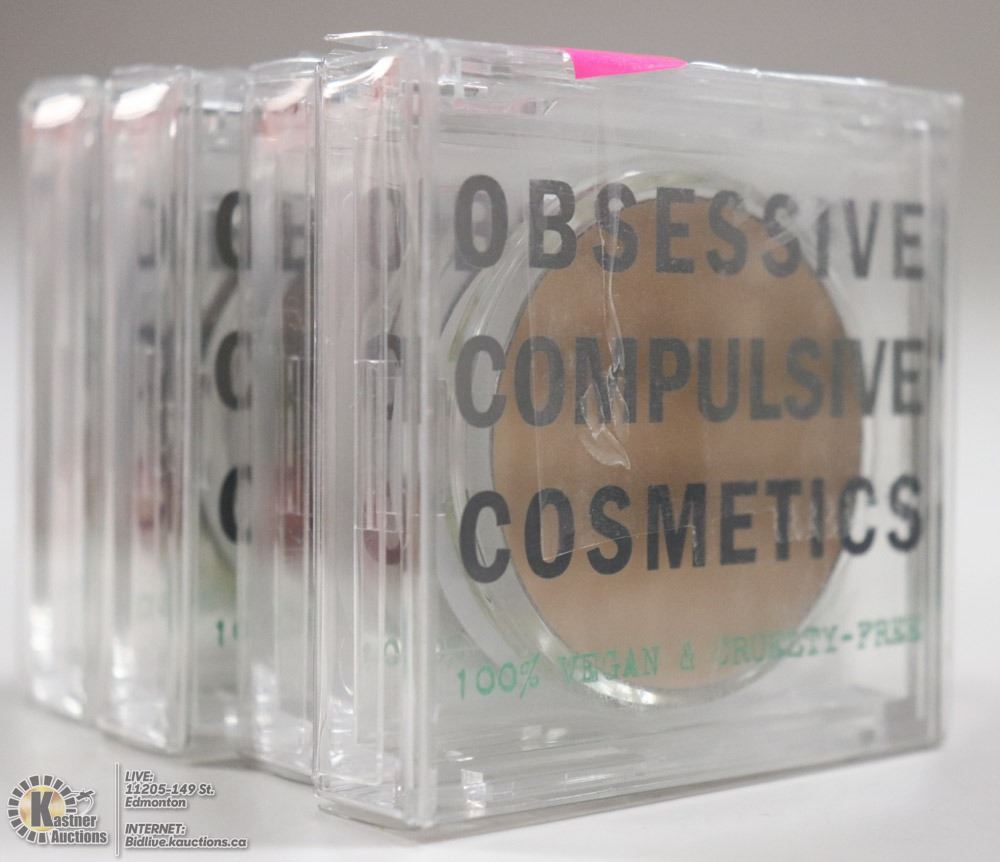 OBSESSIVE
COMPULSIVE
COSMETICS
100% VEGAN & CRUELTY-FREE
Kastner
Auctions
LIVE:
11205-149 St.
Edmonton
INTERNET:
Bidlive.kauctions.ca